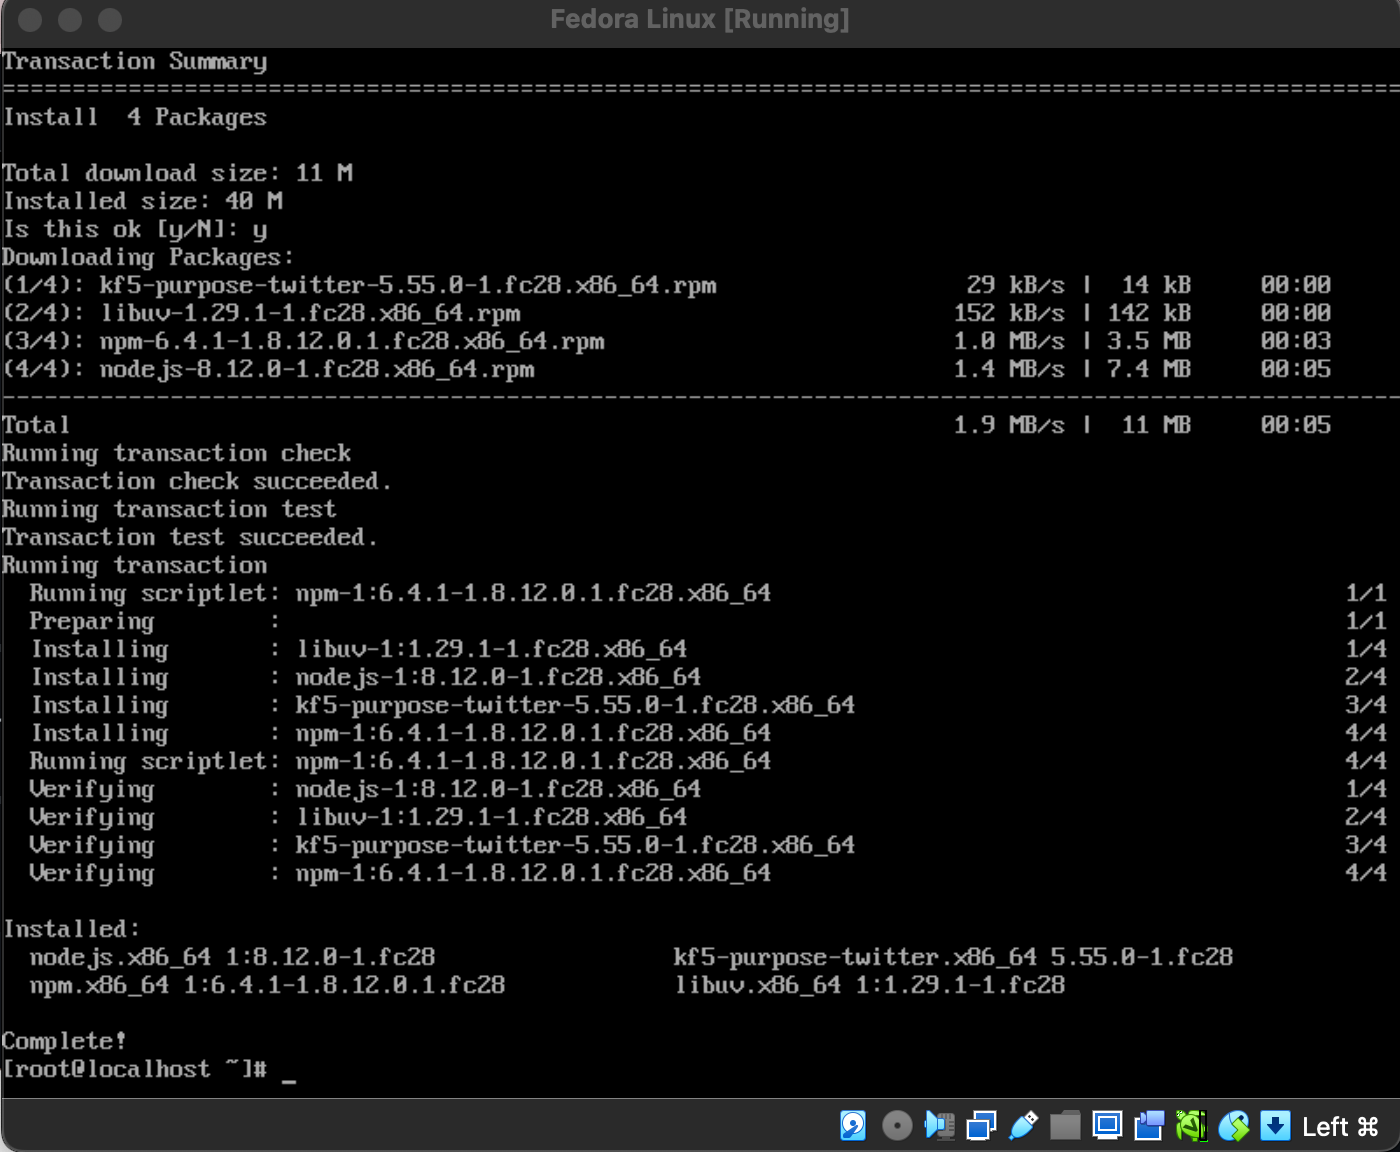 Fedora Linux [Running]
Transaction Summary
================================================================================
Install  4 Packages
Total download size: 11 M
Installed size: 40 M
Is this ok [y/N]: y
Downloading Packages:
(1/4): kf5-purpose-twitter-5.55.0-1.fc28.x86_64.rpm 29 kB/s | 14 kB 00:00
(2/4): libuv-1.29.1-1.fc28.x86_64.rpm 152 kB/s | 142 kB 00:00
(3/4): npm-6.4.1-1.8.12.0.1.fc28.x86_64.rpm 1.0 MB/s | 3.5 MB 00:03
(4/4): nodejs-8.12.0-1.fc28.x86_64.rpm 1.4 MB/s | 7.4 MB 00:05
--------------------------------------------------------------------------------
Total 1.9 MB/s | 11 MB 00:05
Running transaction check
Transaction check succeeded.
Running transaction test
Transaction test succeeded.
Running transaction
Running scriptlet: npm-1:6.4.1-1.8.12.0.1.fc28.x86_64 1/1
Preparing : 1/1
Installing : libuv-1:1.29.1-1.fc28.x86_64 1/4
Installing : nodejs-1:8.12.0-1.fc28.x86_64 2/4
Installing : kf5-purpose-twitter-5.55.0-1.fc28.x86_64 3/4
Installing : npm-1:6.4.1-1.8.12.0.1.fc28.x86_64 4/4
Running scriptlet: npm-1:6.4.1-1.8.12.0.1.fc28.x86_64 4/4
Verifying : nodejs-1:8.12.0-1.fc28.x86_64 1/4
Verifying : libuv-1:1.29.1-1.fc28.x86_64 2/4
Verifying : kf5-purpose-twitter-5.55.0-1.fc28.x86_64 3/4
Verifying : npm-1:6.4.1-1.8.12.0.1.fc28.x86_64 4/4
Installed:
nodejs.x86_64 1:8.12.0-1.fc28 kf5-purpose-twitter.x86_64 5.55.0-1.fc28
npm.x86_64 1:6.4.1-1.8.12.0.1.fc28 libuv.x86_64 1:1.29.1-1.fc28
Complete!
[root@localhost ~]# _
Left ⌘